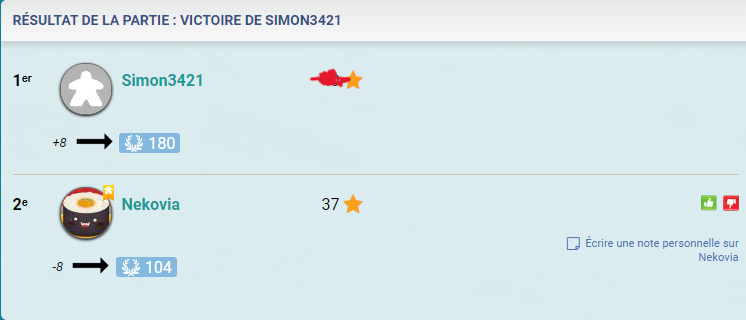 RÉSULTAT DE LA PARTIE : VICTOIRE DE SIMON3421
1er Simon3421
+8 180
2e Nekovia 37
Écrire une note personnelle sur
Nekovia
-8 104